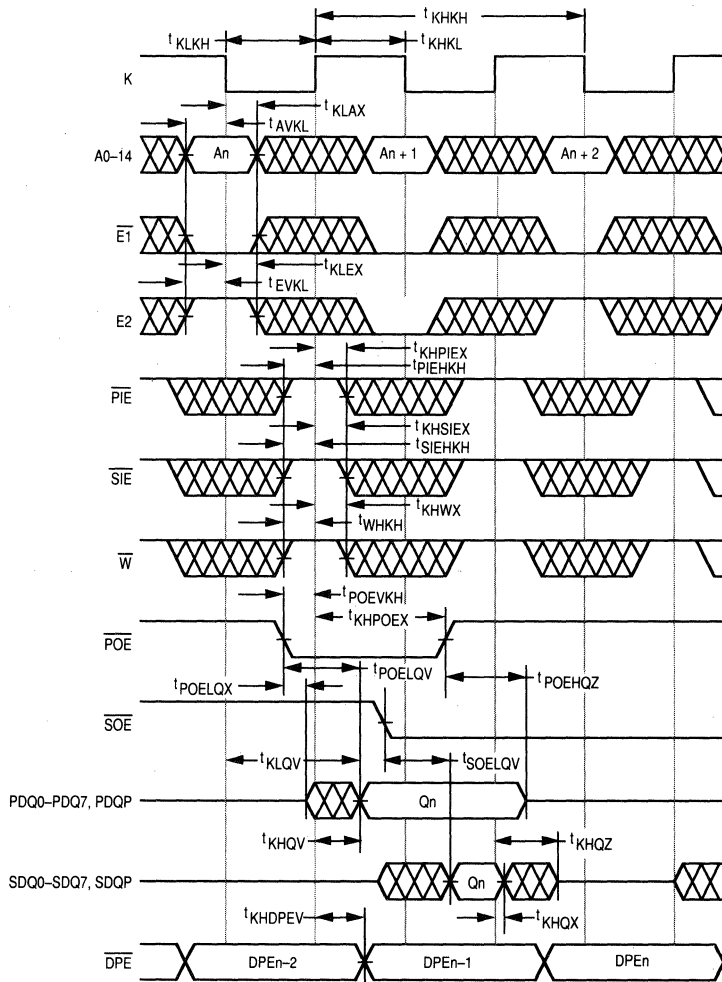 tKHKH
tKLKH
tKHKL
K
tKLAX
tAVKL
A0–14
An
An + 1
An + 2
E1
tKLEX
tEVKL
E2
tKHPIEX
tPIEHKH
PIE
tKHSIEX
tSIEHKH
SIE
tKHWX
tWHKH
W
tPOEVKH
tKHPOEX
POE
tPOELQV
tPOELQX
tPOEHQZ
SOE
tKLQV
tSOELQV
PDQ0–PDQ7, PDQP
Qn
tKHQV
tKHQZ
SDQ0–SDQ7, SDQP
Qn
tKHQX
tKHDPEV
DPE
DPEn-2
DPEn-1
DPEn